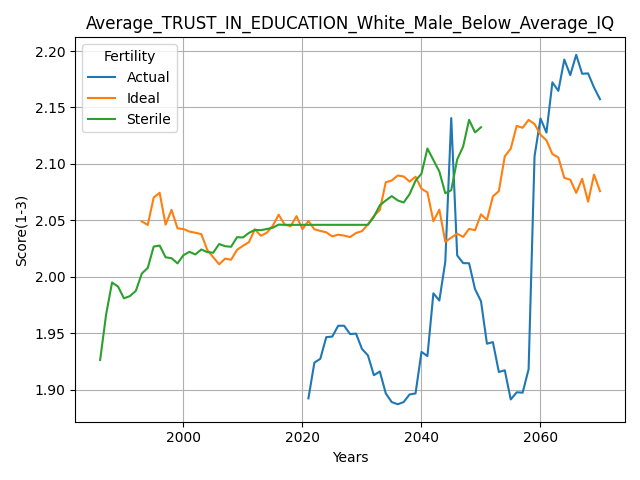 Average_TRUST_IN_EDUCATION_White_Male_Below_Average_IQ
Fertility
Actual
Ideal
Sterile
Score(1-3)
2.20
2.15
2.10
2.05
2.00
1.95
1.90
2000
2020
2040
2060
Years